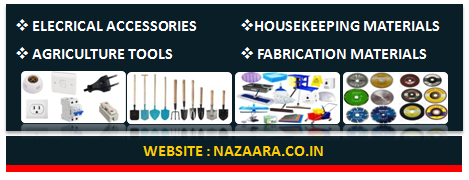 ❖ ELECRICAL ACCESSORIES
❖HOUSEKEEPING MATERIALS
❖ AGRICULTURE TOOLS
❖ FABRICATION MATERIALS
WEBSITE : NAZAARA.CO.IN